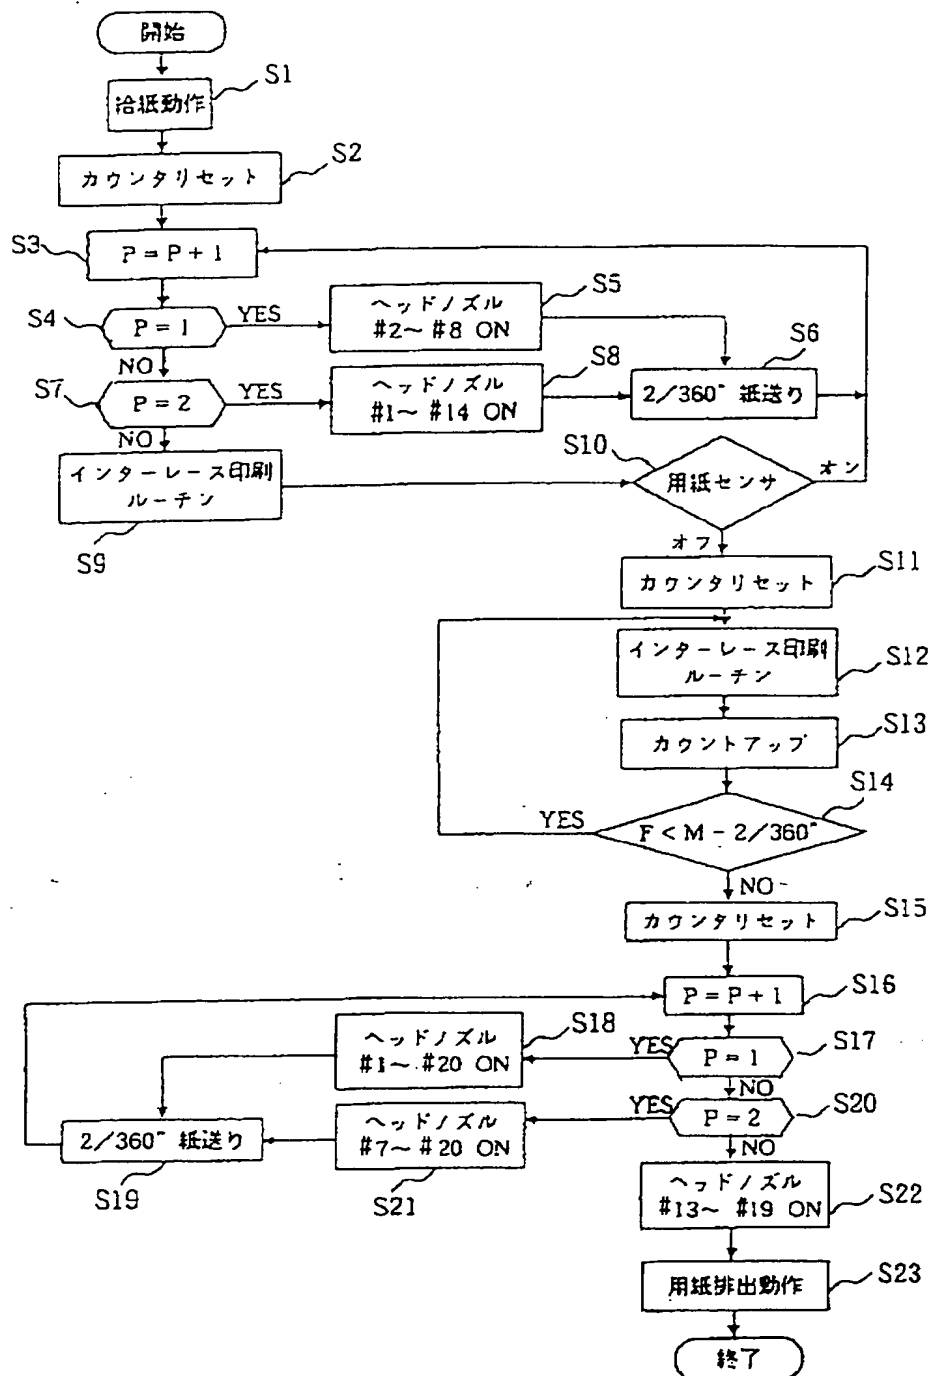 開始
S1
給紙動作
S2
カウンタリセット
S3
P = P + 1
S4
P = 1
YES
NO
S5
ヘッドノズル
#2～ #8 ON
S6
2/360" 紙送り
S7
P = 2
YES
NO
S8
ヘッドノズル
#1～ #14 ON
S9
インターレース印刷
ルーチン
S10
用紙センサ
オン
オフ
S11
カウンタリセット
S12
インターレース印刷
ルーチン
S13
カウントアップ
S14
F < M - 2/360"
YES
NO
S15
カウンタリセット
S16
P = P + 1
S17
P = 1
YES
NO
S18
ヘッドノズル
#1～ #20 ON
S19
2/360" 紙送り
S20
P = 2
YES
NO
S21
ヘッドノズル
#7～ #20 ON
S22
ヘッドノズル
#13～ #19 ON
S23
用紙排出動作
終了